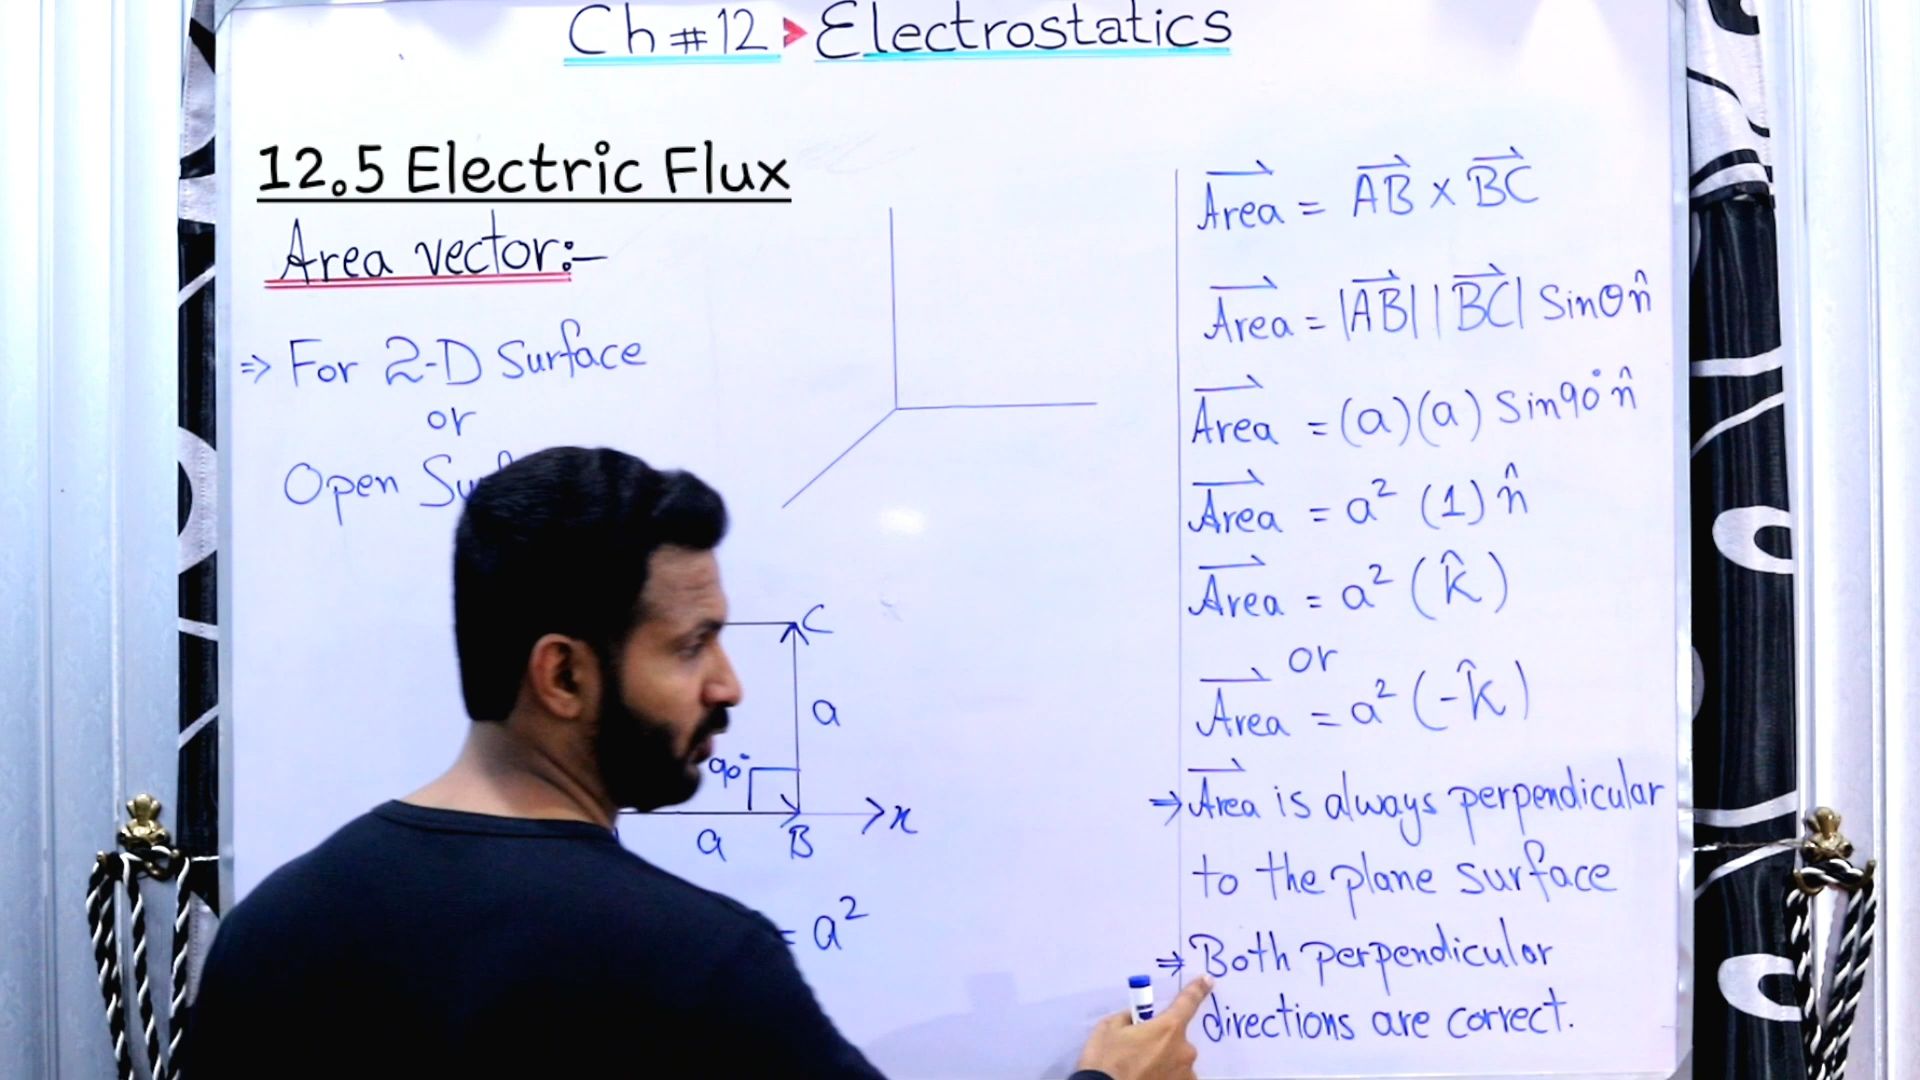 Ch # 12 > Electrostatics
12.5 Electric Flux
Area vector:-
⇒ For 2-D Surface
or
Open
C
a
90°
a B x
= a²
Area = AB × BC
Area = |AB| |BC| Sinθ n̂
Area = (a)(a) Sin90° n̂
Area = a² (1) n̂
Area = a² (k̂)
or
Area = a² (-k̂)
⇒ Area is always perpendicular
to the plane surface
⇒ Both perpendicular
directions are correct.